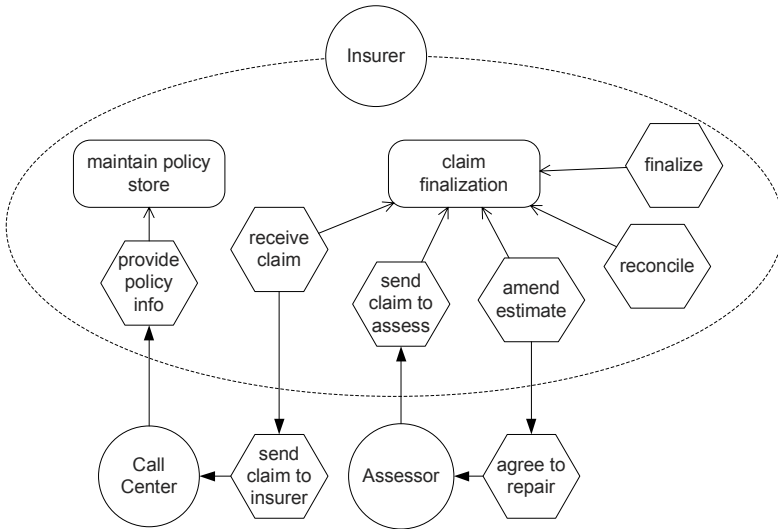 Insurer
maintain policy
store
claim
finalization
finalize
receive
claim
reconcile
provide
policy
info
send
claim to
assess
amend
estimate
Call
Center
send
claim to
insurer
Assessor
agree to
repair